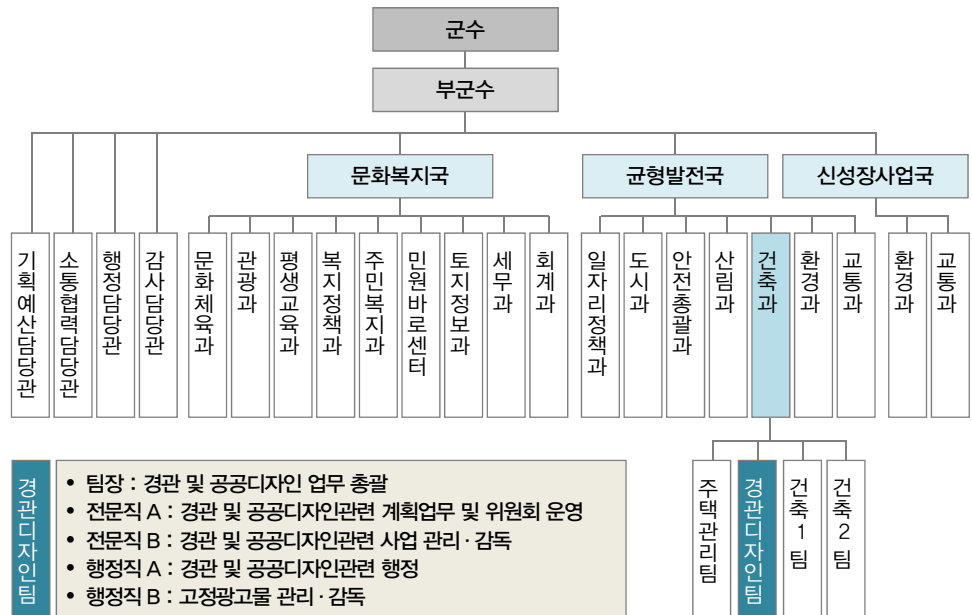 군수
부군수
문화복지국
균형발전국
신성장사업국
기획예산담당관
소통협력담당관
행정담당관
감사담당관
문화체육과
관광과
평생교육과
복지정책과
주민복지과
민원바로센터
토지정보과
세무과
회계과
일자리정책과
도시과
안전총괄과
산림과
건축과
환경과
교통과
환경과
교통과
주택관리팀
경관디자인팀
건축1팀
건축2팀
경관디자인팀
• 팀장 : 경관 및 공공디자인 업무 총괄
• 전문직 A : 경관 및 공공디자인관련 계획업무 및 위원회 운영
• 전문직 B : 경관 및 공공디자인관련 사업 관리·감독
• 행정직 A : 경관 및 공공디자인관련 행정
• 행정직 B : 고정광고물 관리·감독